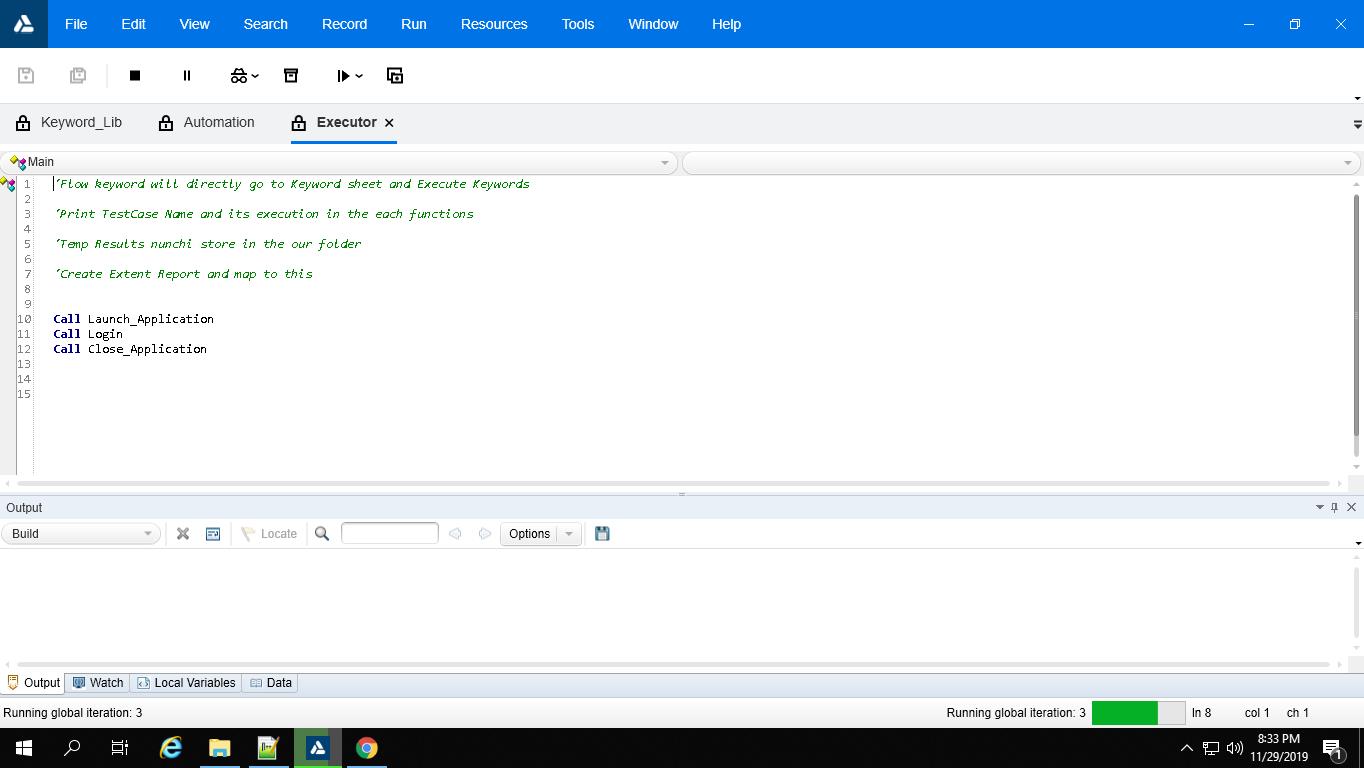 File Edit View Search Record Run Resources Tools Window Help
Keyword_Lib Automation Executor
Main
1 'Flow keyword will directly go to Keyword sheet and Execute Keywords
2
3 'Print TestCase Name and its execution in the each functions
4
5 'Temp Results nunchi store in the our folder
6
7 'Create Extent Report and map to this
8
9
10 Call Launch_Application
11 Call Login
12 Call Close_Application
13
14
15
Output
Build Locate Options
Output Watch Local Variables Data
Running global iteration: 3 Running global iteration: 3 ln 8 col 1 ch 1
8:33 PM
11/29/2019
1